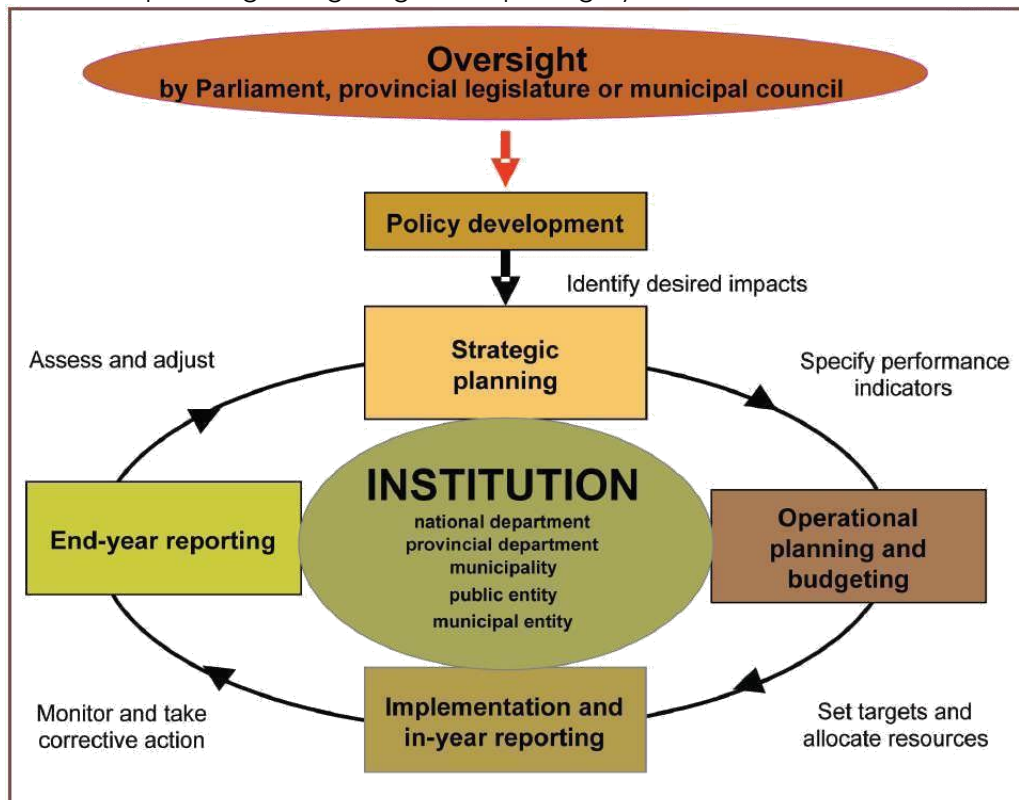 Oversight
by Parliament, provincial legislature or municipal council
Policy development
Identify desired impacts
Strategic
planning
Assess and adjust
Specify performance
indicators
INSTITUTION
national department
provincial department
municipality
public entity
municipal entity
End-year reporting
Operational
planning and
budgeting
Implementation and
in-year reporting
Monitor and take
corrective action
Set targets and
allocate resources